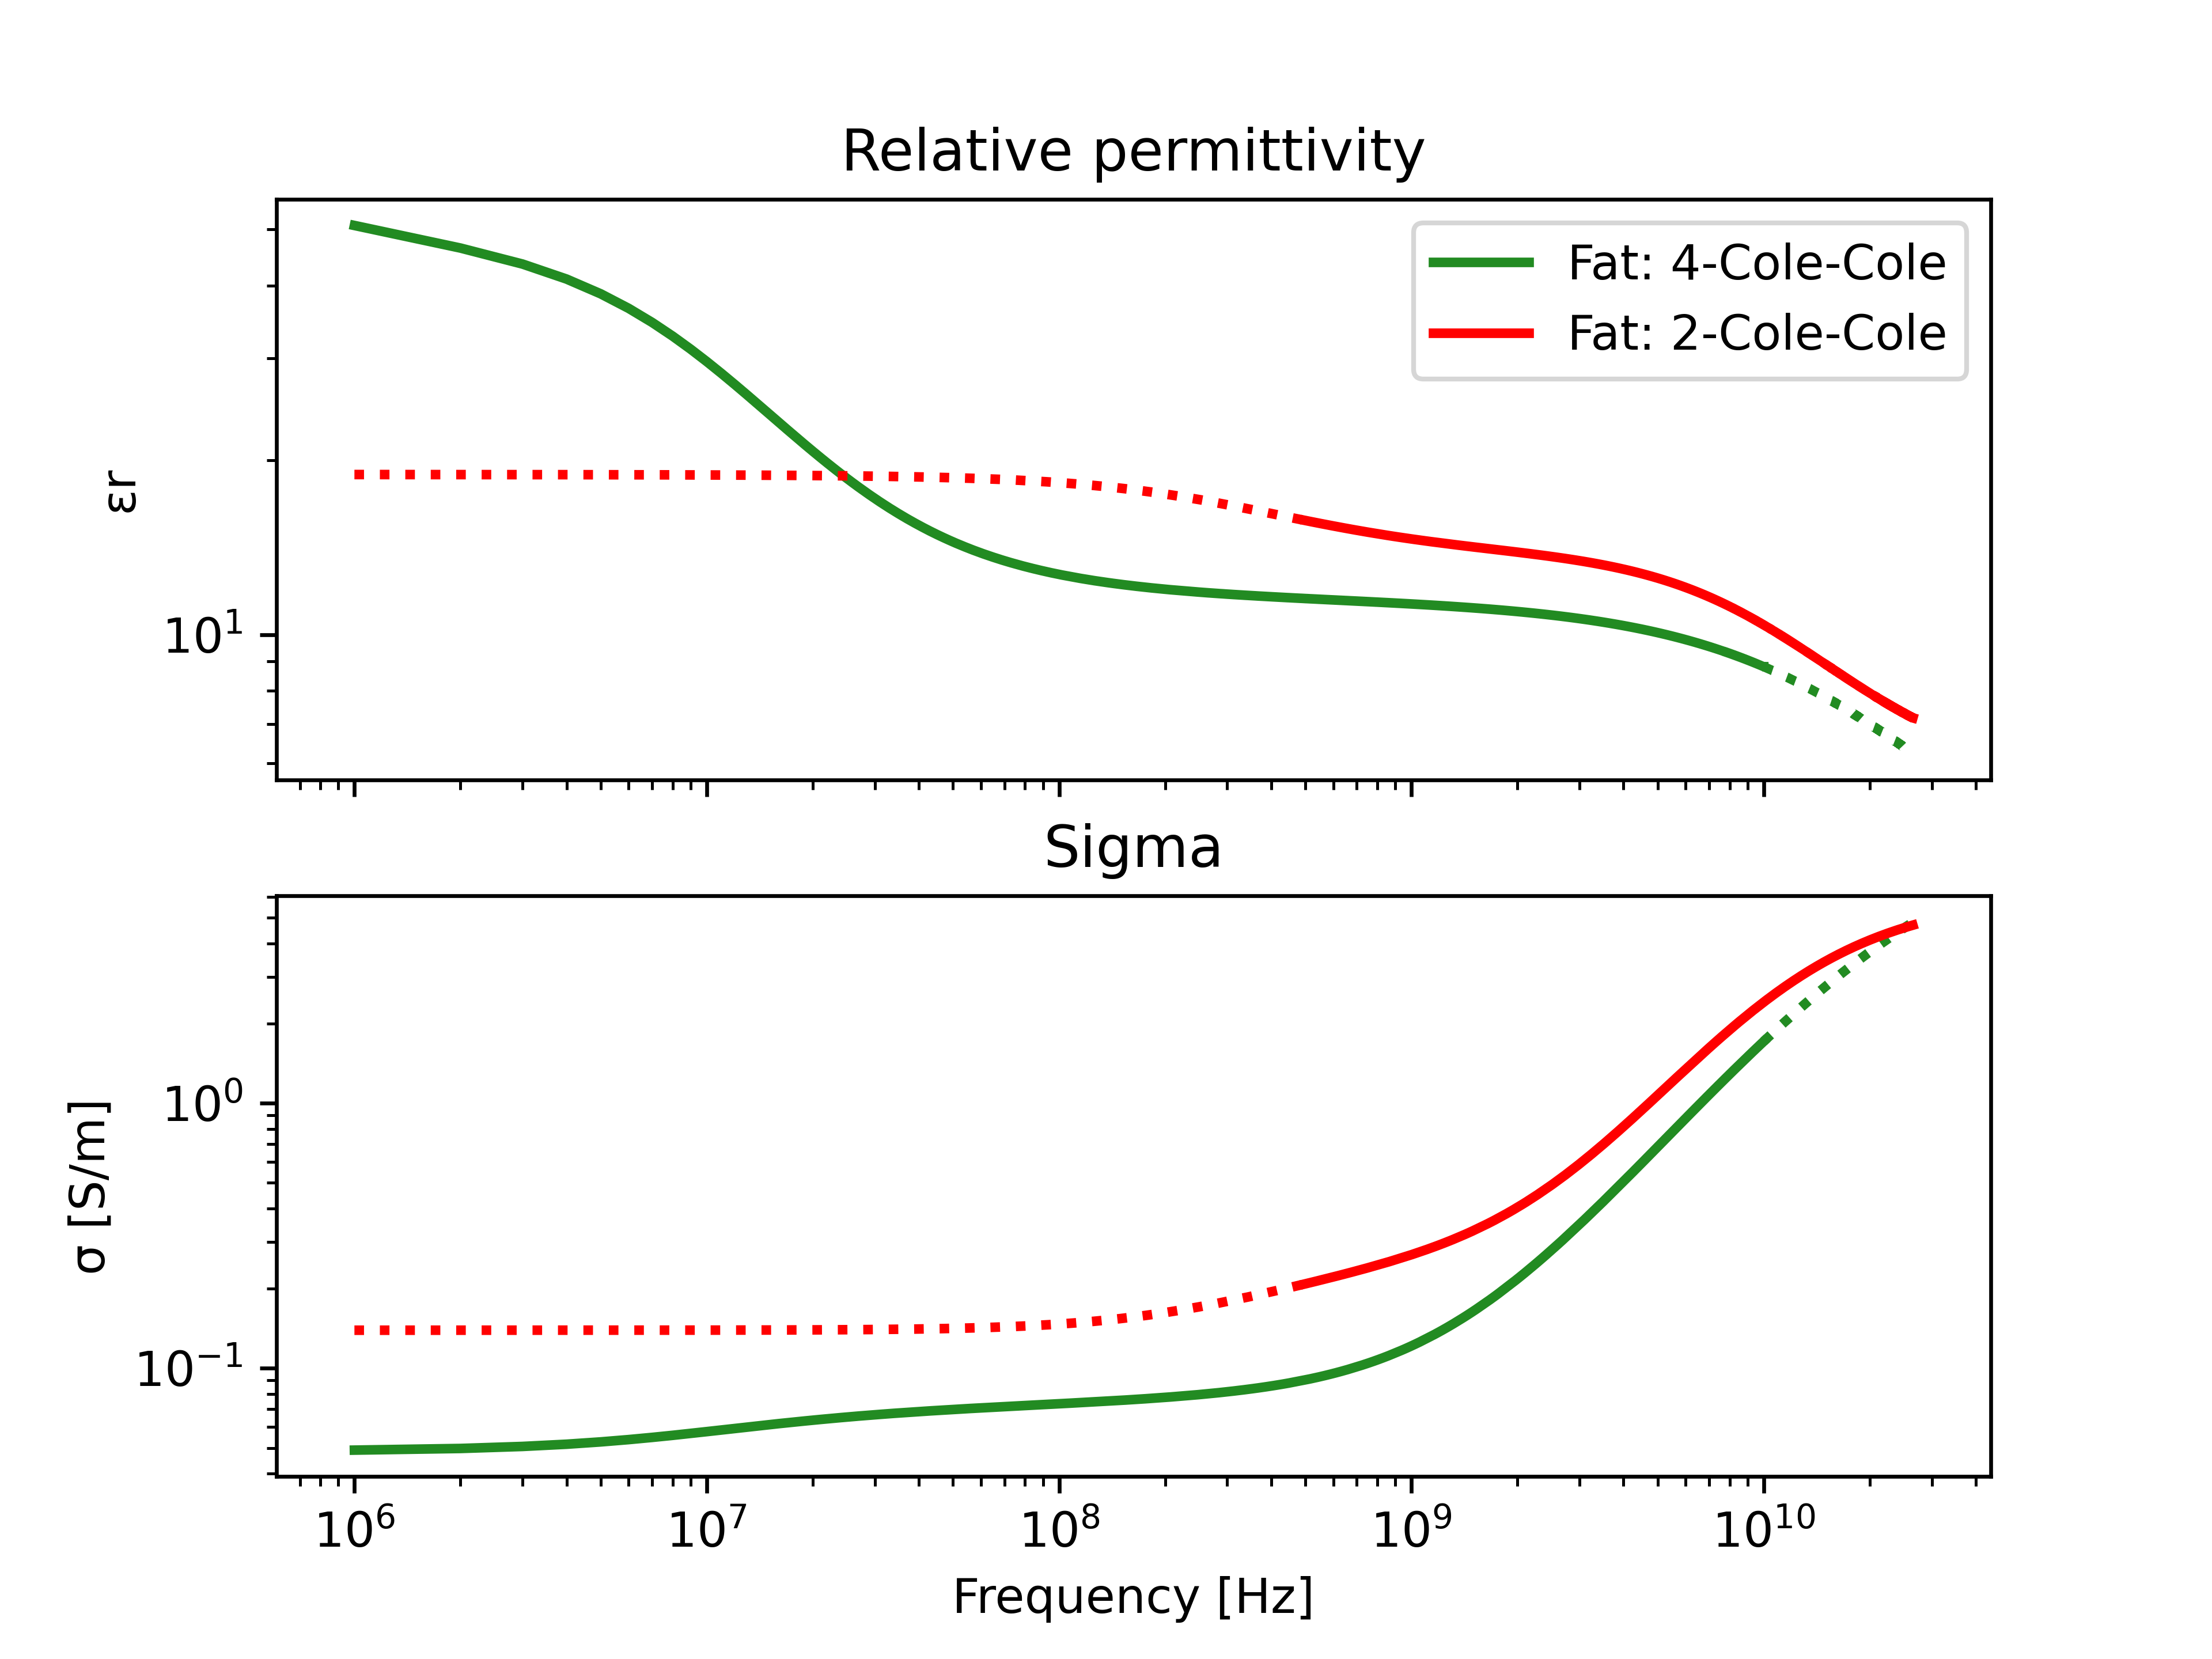 Relative permittivity
Fat: 4-Cole-Cole
Fat: 2-Cole-Cole
εr
10¹
Sigma
σ [S/m]
10⁰
10⁻¹
10⁶ 10⁷ 10⁸ 10⁹ 10¹⁰
Frequency [Hz]